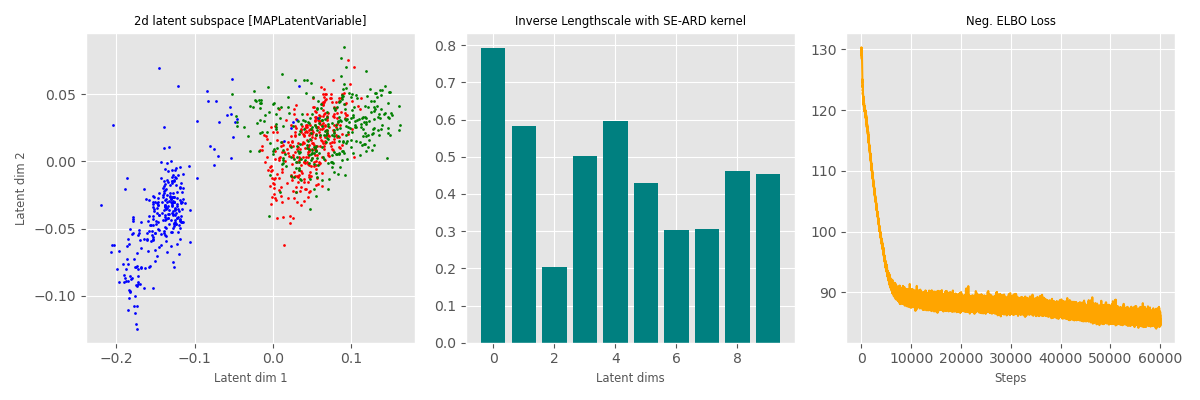 2d latent subspace [MAPLatentVariable]
Latent dim 2
0.05
0.00
−0.05
−0.10
−0.2 −0.1 0.0 0.1
Latent dim 1
Inverse Lengthscale with SE-ARD kernel
0.8
0.7
0.6
0.5
0.4
0.3
0.2
0.1
0.0
0 2 4 6 8
Latent dims
Neg. ELBO Loss
130
120
110
100
90
0 10000 20000 30000 40000 50000 60000
Steps